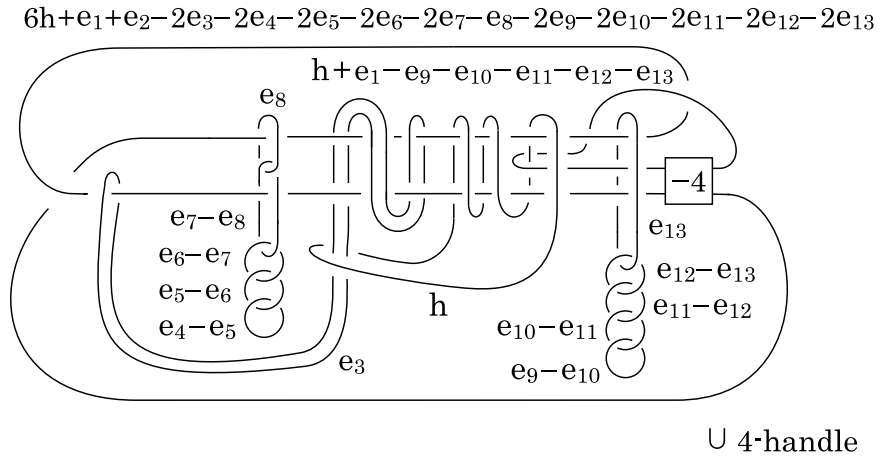 6h+e₁+e₂−2e₃−2e₄−2e₅−2e₆−2e₇−e₈−2e₉−2e₁₀−2e₁₁−2e₁₂−2e₁₃
h+e₁−e₉−e₁₀−e₁₁−e₁₂−e₁₃
e₈
−4
e₇−e₈
e₁₃
e₆−e₇
e₁₂−e₁₃
e₅−e₆
h
e₁₁−e₁₂
e₄−e₅
e₁₀−e₁₁
e₃
e₉−e₁₀
∪ 4-handle